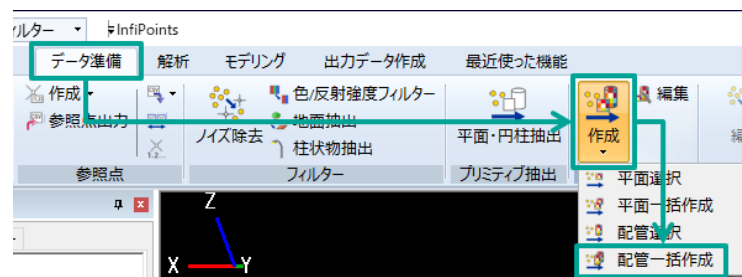 ィルター InfiPoints
データ準備 解析 モデリング 出力データ作成 最近使った機能
作成 色/反射強度フィルター 編集
参照点出力 ノイズ除去 地面抽出 平面・円柱抽出 作成
1,2... 柱状物抽出
参照点 フィルター プリミティブ抽出
平面選択
平面一括作成
配管選択
配管一括作成
Z
X Y